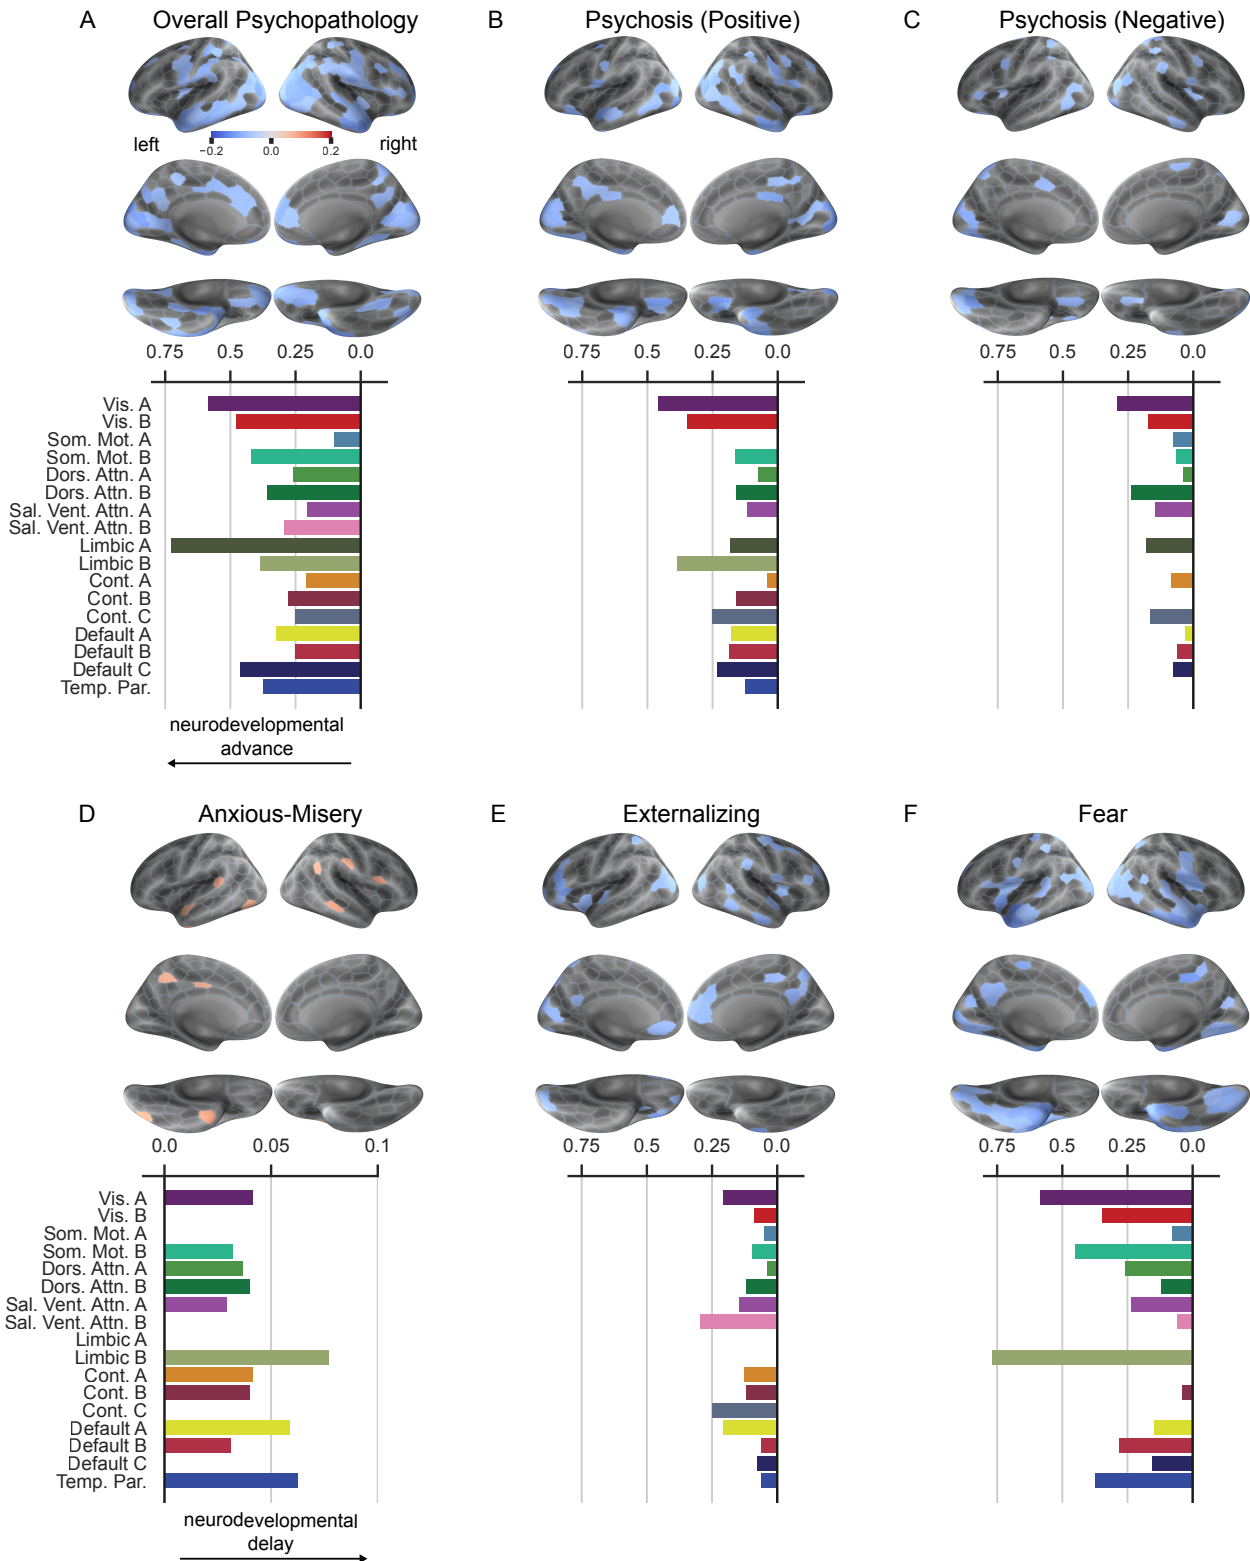 A Overall Psychopathology
B Psychosis (Positive)
C Psychosis (Negative)
left −0.2 0.0 0.2 right
0.75 0.5 0.25 0.0
0.75 0.5 0.25 0.0
0.75 0.5 0.25 0.0
Vis. A
Vis. B
Som. Mot. A
Som. Mot. B
Dors. Attn. A
Dors. Attn. B
Sal. Vent. Attn. A
Sal. Vent. Attn. B
Limbic A
Limbic B
Cont. A
Cont. B
Cont. C
Default A
Default B
Default C
Temp. Par.
neurodevelopmental
advance
D Anxious-Misery
E Externalizing
F Fear
0.0 0.05 0.1
0.75 0.5 0.25 0.0
0.75 0.5 0.25 0.0
Vis. A
Vis. B
Som. Mot. A
Som. Mot. B
Dors. Attn. A
Dors. Attn. B
Sal. Vent. Attn. A
Sal. Vent. Attn. B
Limbic A
Limbic B
Cont. A
Cont. B
Cont. C
Default A
Default B
Default C
Temp. Par.
neurodevelopmental
delay